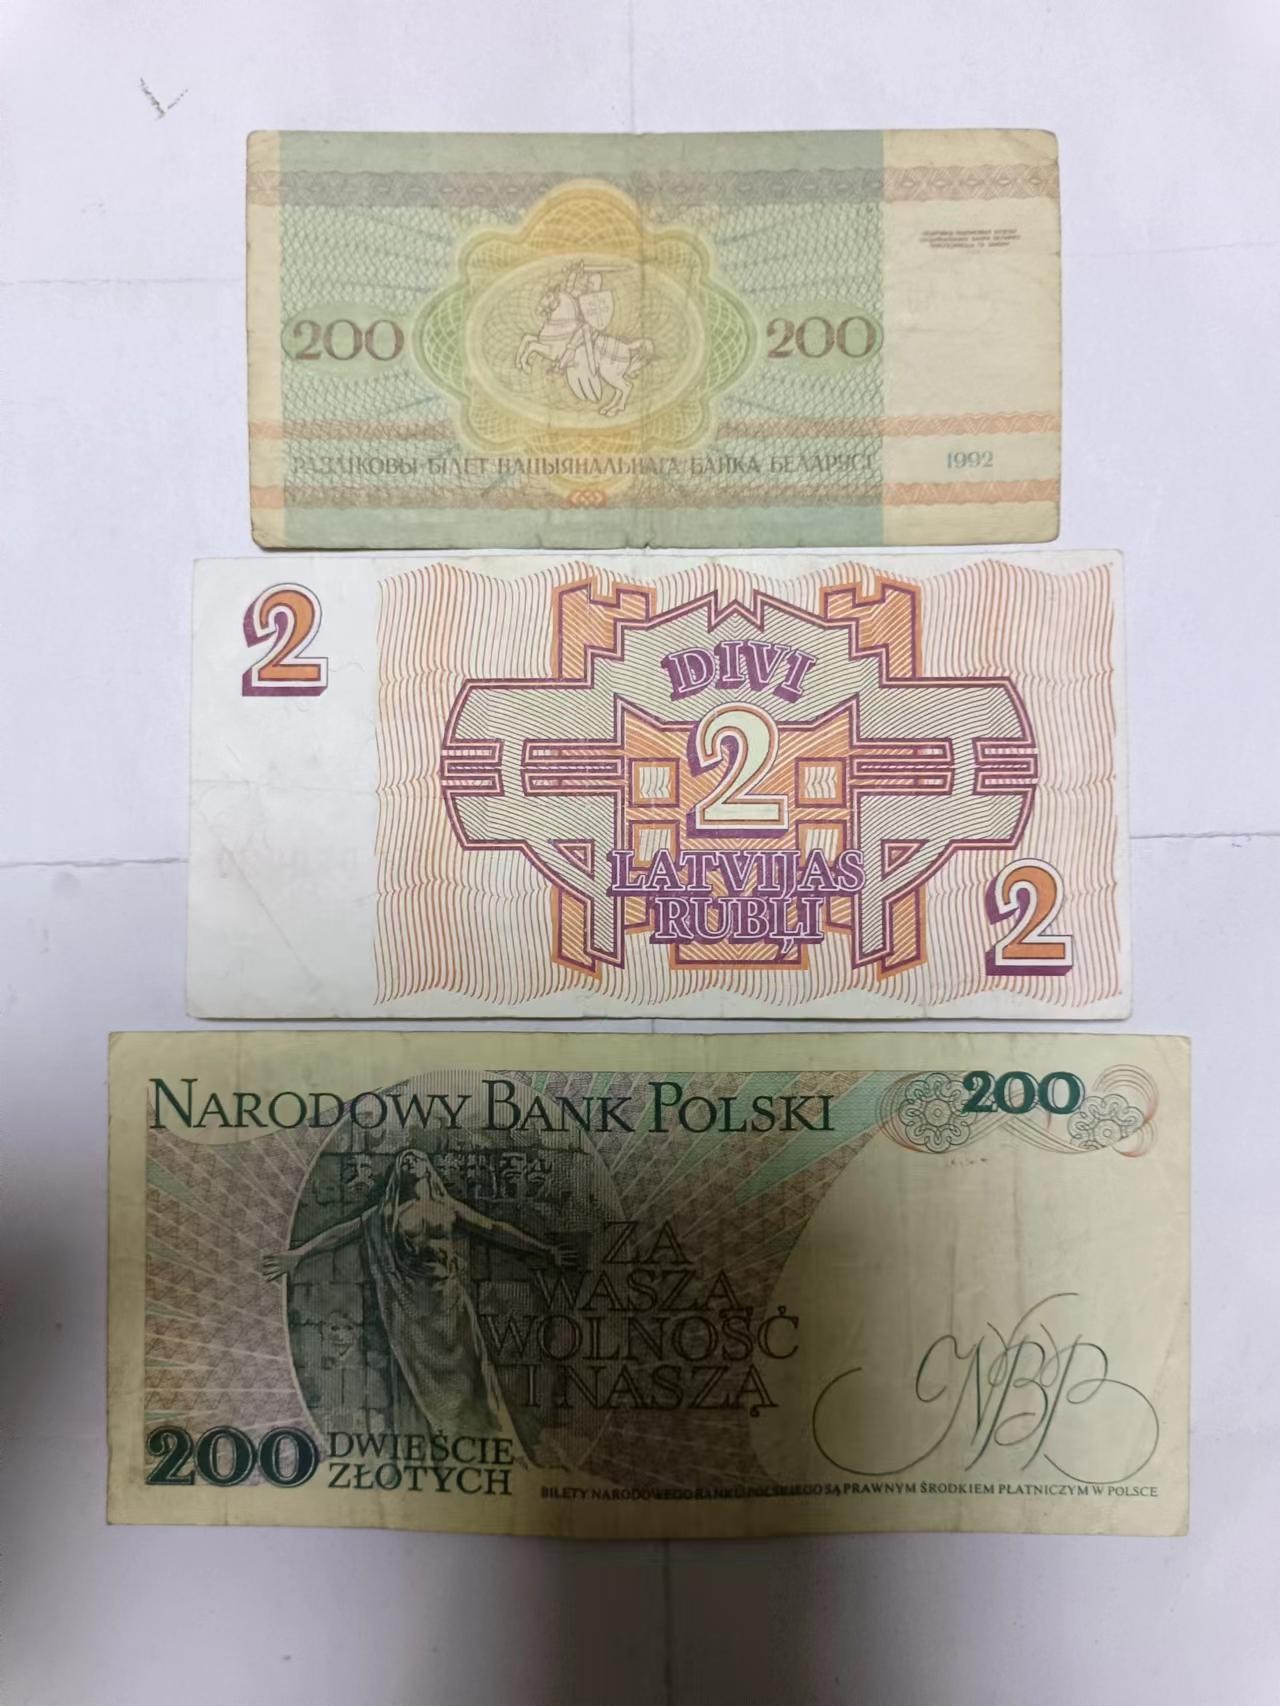 200
200
РАЗЛІКОВЫ БІЛЕТ НАЦЫЯНАЛЬНАГА БАНКА БЕЛАРУСІ
1992
2
DIVI
2
LATVIJAS
RUBĻI
2
NARODOWY BANK POLSKI
200
ZA
WASZĄ
WOLNOŚĆ
I NASZĄ
NBP
200 DWIEŚCIE
ZŁOTYCH
BILETY NARODOWEGO BANKU POLSKIEGO SĄ PRAWNYM ŚRODKIEM PŁATNICZYM W POLSCE